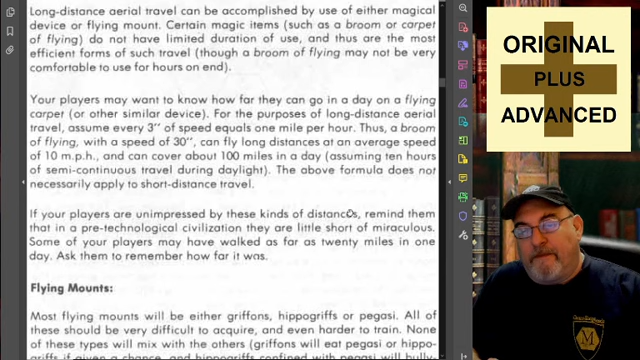 Long-distance aerial travel can be accomplished by use of either magical
device or flying mount. Certain magic items (such as a broom or carpet
of flying) do not have limited duration of use, and thus are the most
efficient forms of such travel (though a broom of flying may not be very
comfortable to use for hours on end).
Your players may want to know how far they can go in a day on a flying
carpet (or other similar device). For the purposes of long-distance aerial
travel, assume every 3" of speed equals one mile per hour. Thus, a broom
of flying, with a speed of 30", can fly long distances at an average speed
of 10 m.p.h., and can cover about 100 miles in a day (assuming ten hours
of semi-continuous travel during daylight). The above formula does not
necessarily apply to short-distance travel.
If your players are unimpressed by these kinds of distances, remind them
that in a pre-technological civilization they are little short of miraculous.
Some of your players may have walked as far as twenty miles in one
day. Ask them to remember how far it was.
Flying Mounts:
Most flying mounts will be either griffons, hippogriffs or pegasi. All of
these should be very difficult to acquire, and even harder to train. None
of these types will mix with the others (griffons will eat pegasi or hippo-
griffs if given a chance, and hippogriffs confined with pegasi will bully
ORIGINAL
PLUS
ADVANCED
M